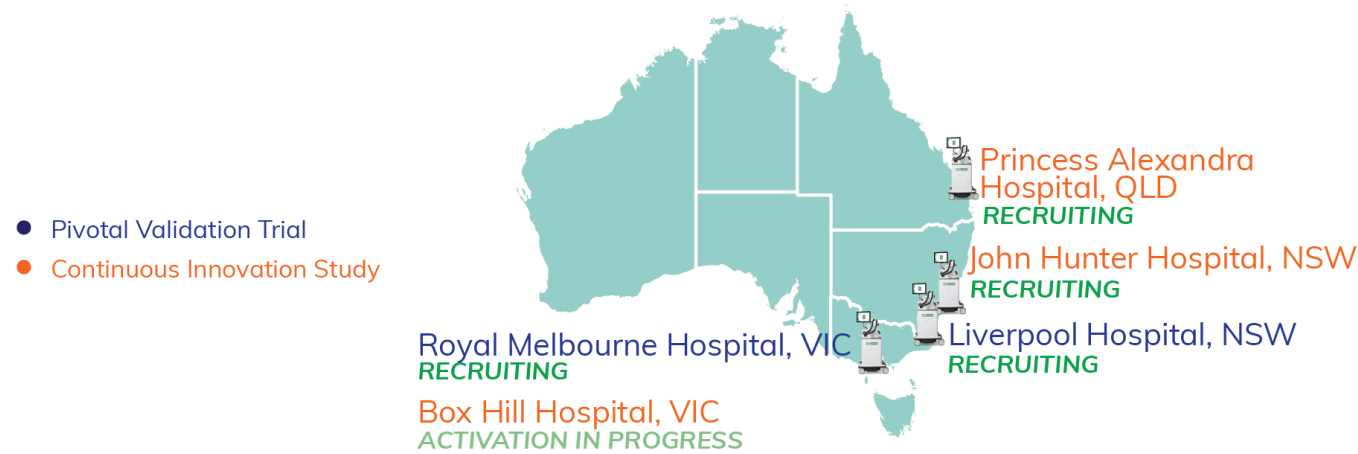 Princess Alexandra
Hospital, QLD
RECRUITING
Pivotal Validation Trial
Continuous Innovation Study
John Hunter Hospital, NSW
RECRUITING
Liverpool Hospital, NSW
RECRUITING
Royal Melbourne Hospital, VIC
RECRUITING
Box Hill Hospital, VIC
ACTIVATION IN PROGRESS